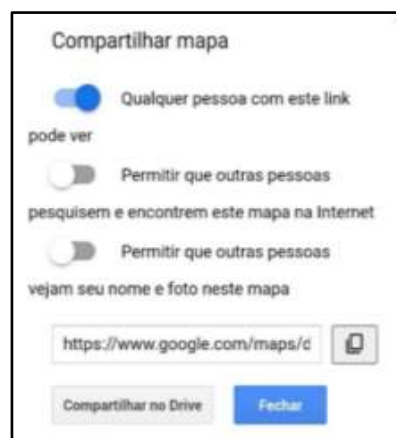 Compartilhar mapa
Qualquer pessoa com este link
pode ver
Permitir que outras pessoas
pesquisem e encontrem este mapa na Internet
Permitir que outras pessoas
vejam seu nome e foto neste mapa
https://www.google.com/maps/d
Compartilhar no Drive Fechar